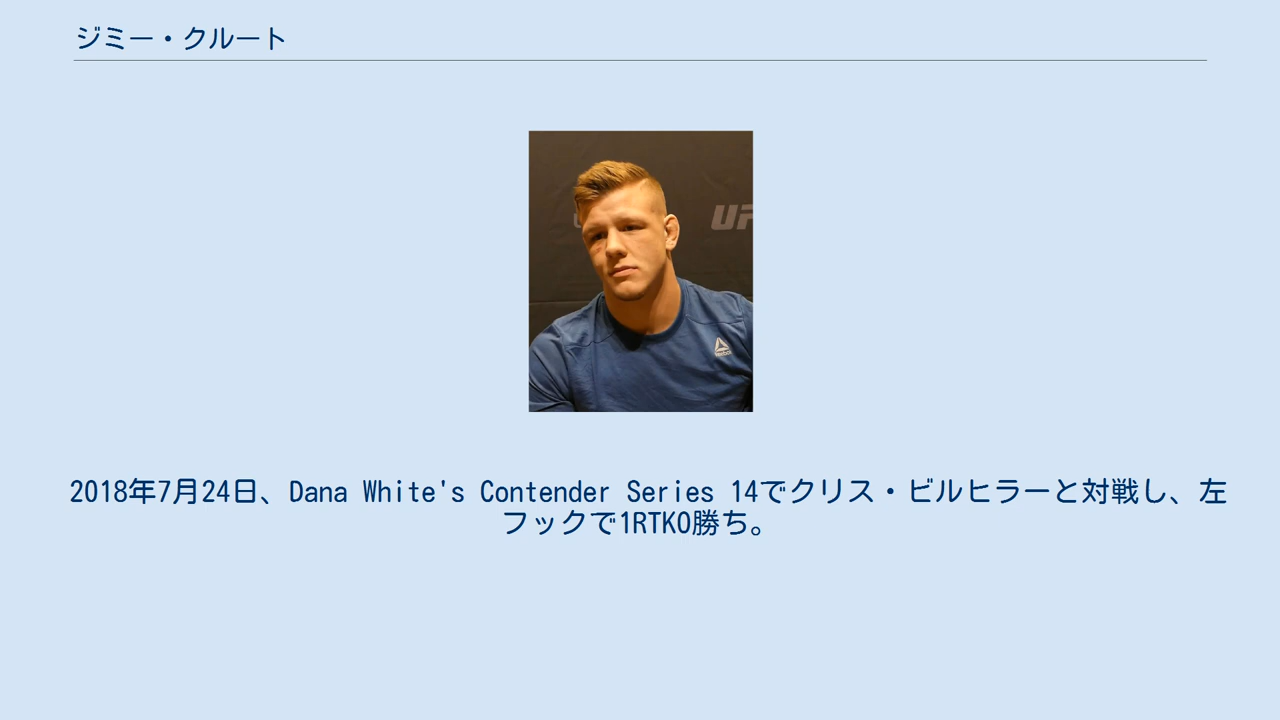 ジミー・クルート
UF
Reebok
2018年7月24日、Dana White's Contender Series 14でクリス・ビルヒラーと対戦し、左
フックで1RTKO勝ち。